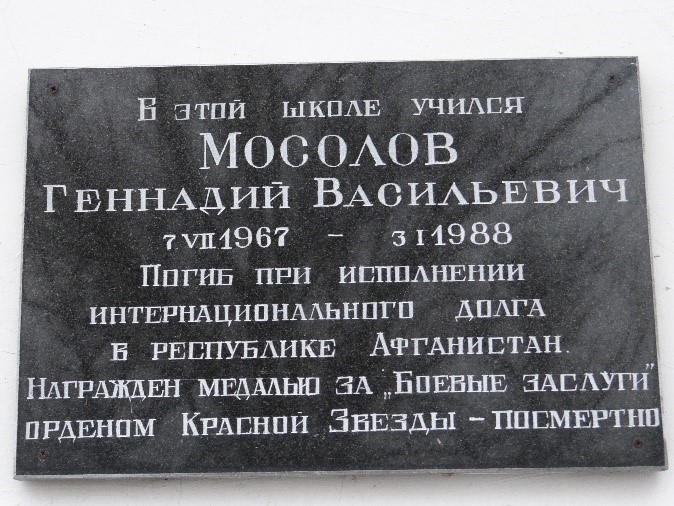 В этой школе учился
Мосолов
Геннадий Васильевич
7 VII 1967 – 3 I 1988
Погиб при исполнении
интернационального долга
в республике Афганистан.
Награжден медалью за „Боевые заслуги"
орденом Красной Звезды – посмертно